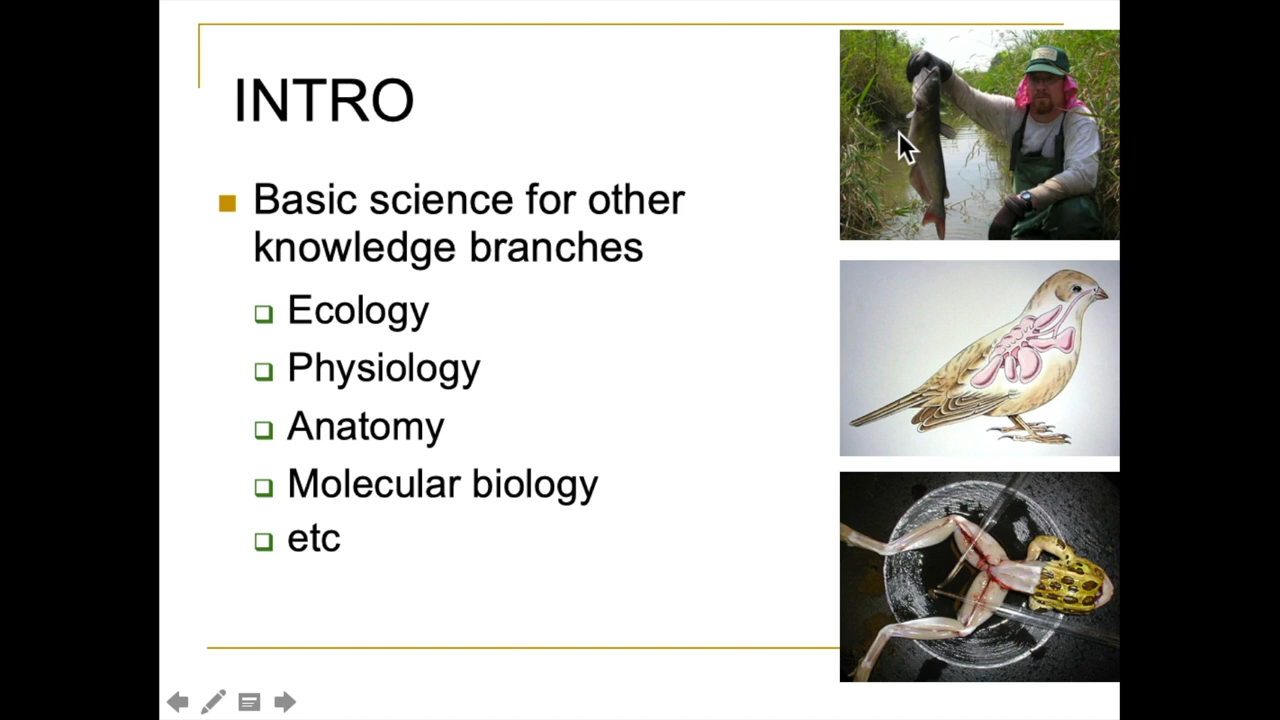 INTRO
Basic science for other
knowledge branches
Ecology
Physiology
Anatomy
Molecular biology
etc